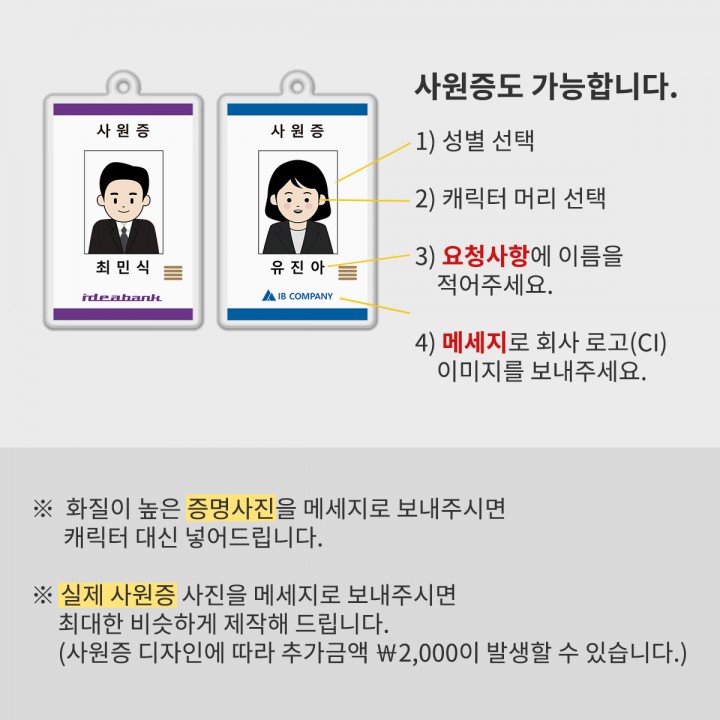 사원증도 가능합니다.
사 원 증
최 민 식
ideabank
사 원 증
유 진 아
IB COMPANY
1) 성별 선택
2) 캐릭터 머리 선택
3) 요청사항에 이름을
적어주세요.
4) 메세지로 회사 로고(CI)
이미지를 보내주세요.
※ 화질이 높은 증명사진을 메세지로 보내주시면
캐릭터 대신 넣어드립니다.
※ 실제 사원증 사진을 메세지로 보내주시면
최대한 비슷하게 제작해 드립니다.
(사원증 디자인에 따라 추가금액 ₩2,000이 발생할 수 있습니다.)